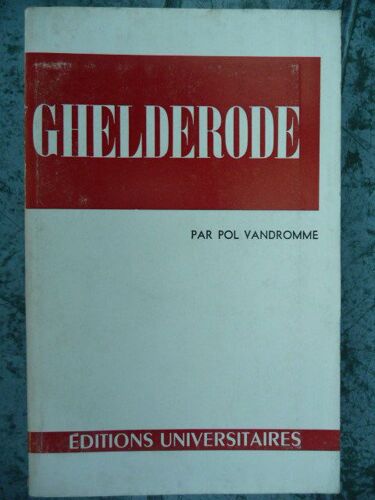 GHELDERODE
PAR POL VANDROMME
ÉDITIONS UNIVERSITAIRES